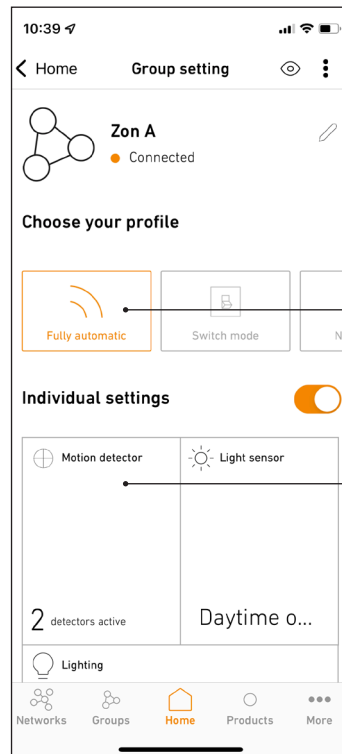 10:39
Home Group setting
Zon A
Connected
Choose your profile
Fully automatic Switch mode N
Individual settings
Motion detector Light sensor
2 detectors active Daytime o...
Lighting
Networks Groups Home Products More